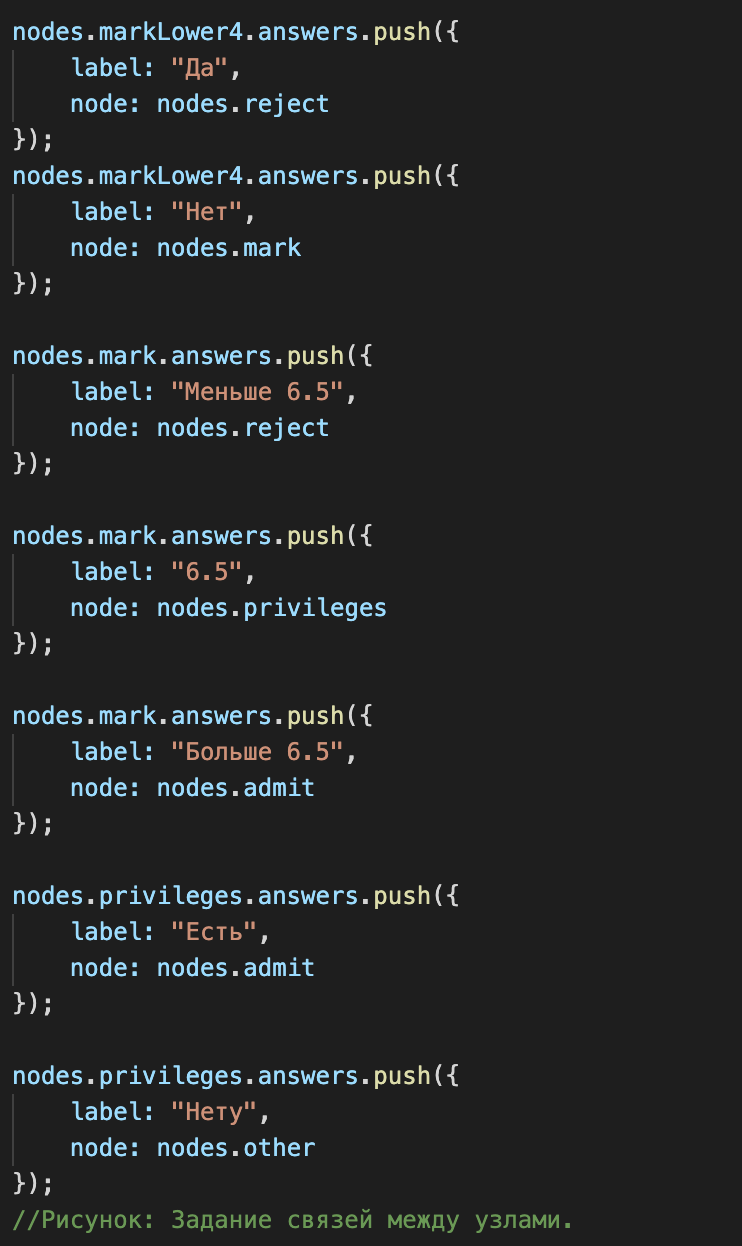 nodes.markLower4.answers.push({
    label: "Да",
    node: nodes.reject
});
nodes.markLower4.answers.push({
    label: "Нет",
    node: nodes.mark
});

nodes.mark.answers.push({
    label: "Меньше 6.5",
    node: nodes.reject
});

nodes.mark.answers.push({
    label: "6.5",
    node: nodes.privileges
});

nodes.mark.answers.push({
    label: "Больше 6.5",
    node: nodes.admit
});

nodes.privileges.answers.push({
    label: "Есть",
    node: nodes.admit
});

nodes.privileges.answers.push({
    label: "Нету",
    node: nodes.other
});
//Рисунок: Задание связей между узлами.